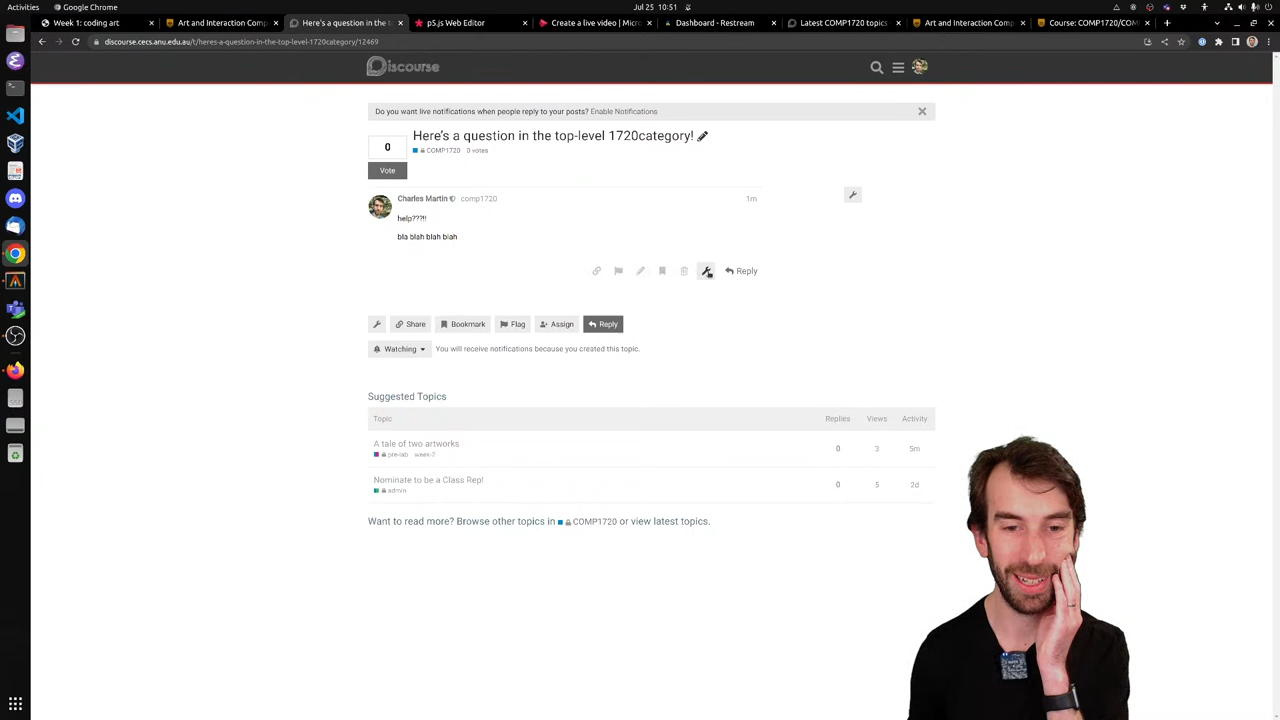 Activities
Google Chrome
Jul 25 10:51
Week 1: coding art
Art and Interaction Comp
Here's a question in the to
p5.js Web Editor
Create a live video | Micro
Dashboard - Restream
Latest COMP1720 topics
Art and Interaction Com
Course: COMP1720/COM
discourse.cecs.anu.edu.au/t/heres-a-question-in-the-top-level-1720category/12469
Discourse
Do you want live notifications when people reply to your posts? Enable Notifications
0
Vote
Here's a question in the top-level 1720category!
COMP1720 0 votes
Charles Martin comp1720 1m
help???!!
bla blah blah blah
Reply
Share Bookmark Flag Assign Reply
Watching You will receive notifications because you created this topic.
Suggested Topics
Topic Replies Views Activity
A tale of two artworks 0 3 5m
pre-lab week-2
Nominate to be a Class Rep! 0 5 2d
admin
Want to read more? Browse other topics in COMP1720 or view latest topics.